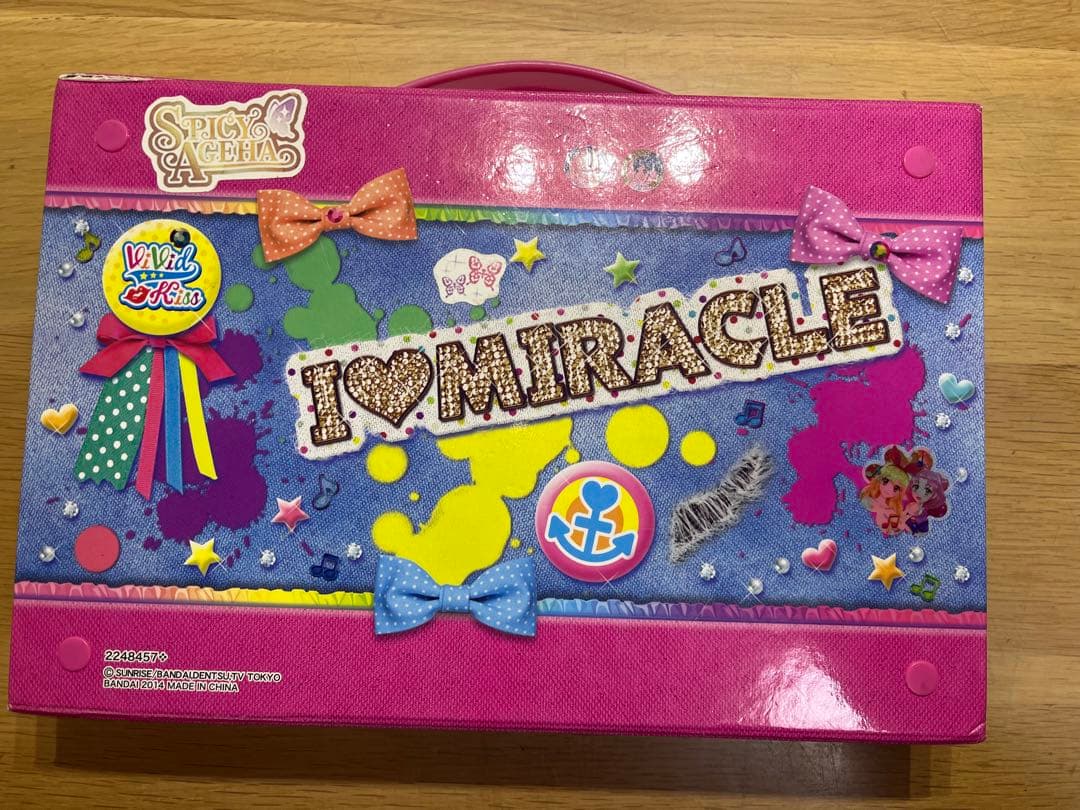 SPICY
AGEHA
ViVid
Kiss
I♥MIRACLE
2248457
© SUNRISE/BANDAI,DENTSU,TV TOKYO
BANDAI 2014 MADE IN CHINA